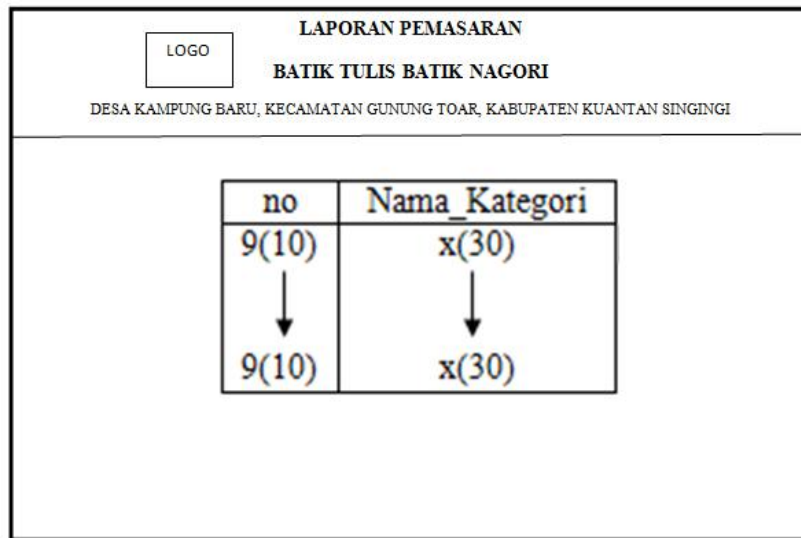 LAPORAN PEMASARAN
LOGO
BATIK TULIS BATIK NAGORI
DESA KAMPUNG BARU, KECAMATAN GUNUNG TOAR, KABUPATEN KUANTAN SINGINGI
no Nama_Kategori
9(10) x(30)
9(10) x(30)